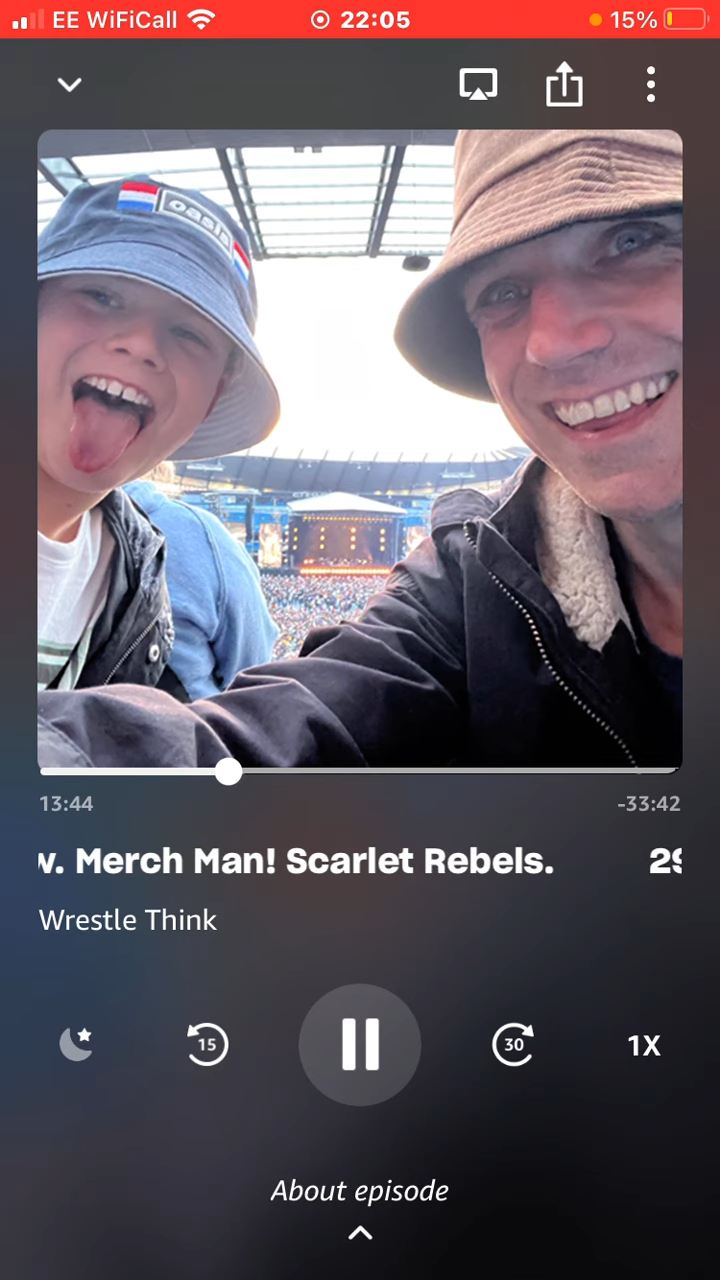 EE WiFiCall 22:05 15%
oasis
13:44 -33:42
v. Merch Man! Scarlet Rebels. 29
Wrestle Think
15 30 1X
About episode